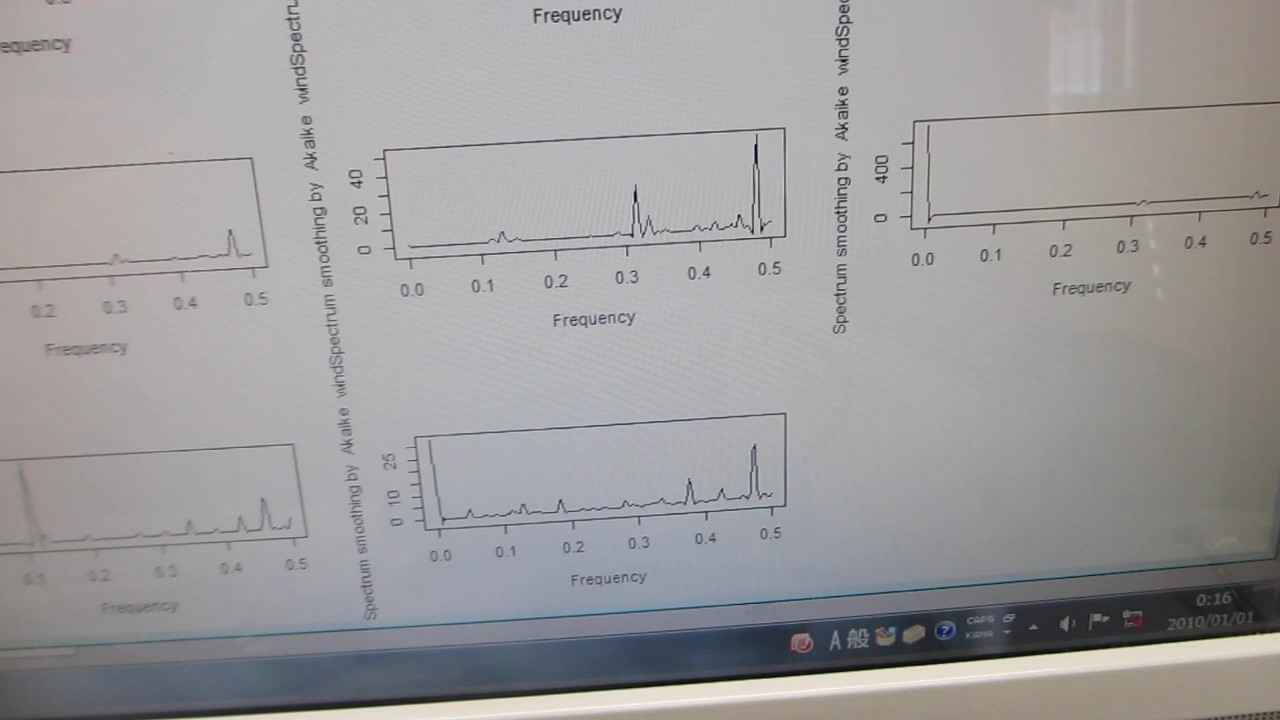 Frequency
equency
Spectrum smoothing by Akaike windSpectru
Spectrum smoothing by Akaike windSpec
40
20
0
0.0 0.1 0.2 0.3 0.4 0.5
Frequency
400
0
0.0 0.1 0.2 0.3 0.4 0.5
Frequency
0.2 0.3 0.4 0.5
Frequency
Spectrum smoothing by Akaike wind
25
10
0
0.0 0.1 0.2 0.3 0.4 0.5
Frequency
0.1 0.2 0.3 0.4 0.5
Frequency
A 般 CAPS
KANA
0:16
2010/01/01